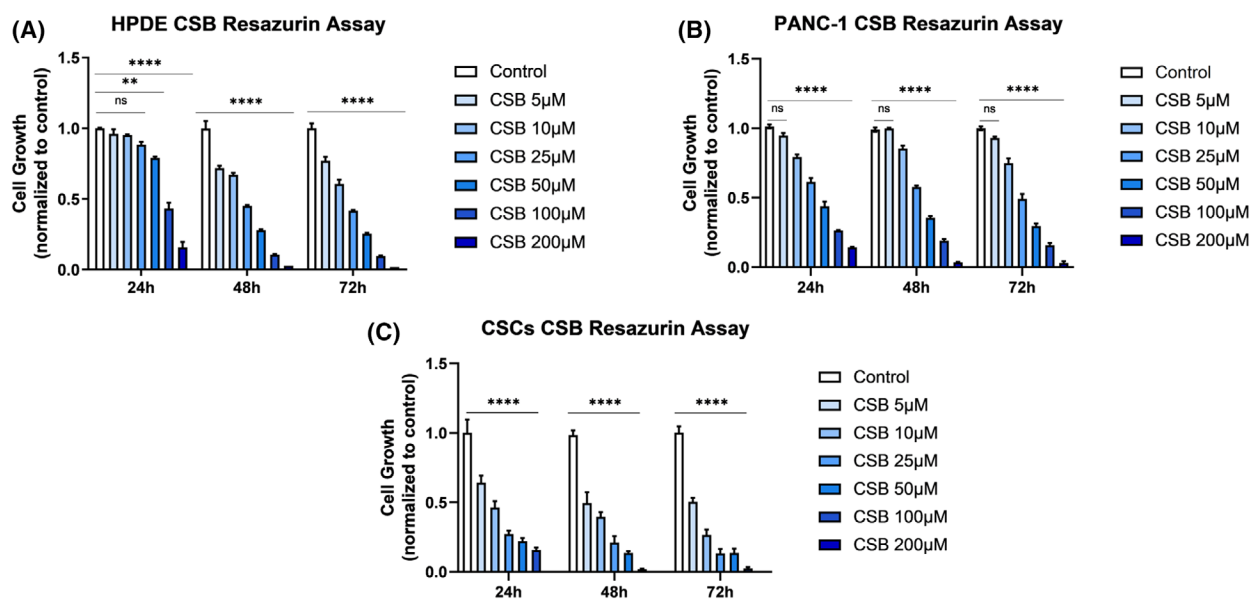 (A)
HPDE CSB Resazurin Assay
Cell Growth
(normalized to control)
1.5
1.0
0.5
0.0
****
**
ns
****
****
24h
48h
72h
Control
CSB 5μM
CSB 10μM
CSB 25μM
CSB 50μM
CSB 100μM
CSB 200μM
(B)
PANC-1 CSB Resazurin Assay
Cell Growth
(normalized to control)
1.5
1.0
0.5
0.0
****
ns
****
ns
****
ns
24h
48h
72h
Control
CSB 5μM
CSB 10μM
CSB 25μM
CSB 50μM
CSB 100μM
CSB 200μM
(C)
CSCs CSB Resazurin Assay
Cell Growth
(normalized to control)
1.5
1.0
0.5
0.0
****
****
****
24h
48h
72h
Control
CSB 5μM
CSB 10μM
CSB 25μM
CSB 50μM
CSB 100μM
CSB 200μM